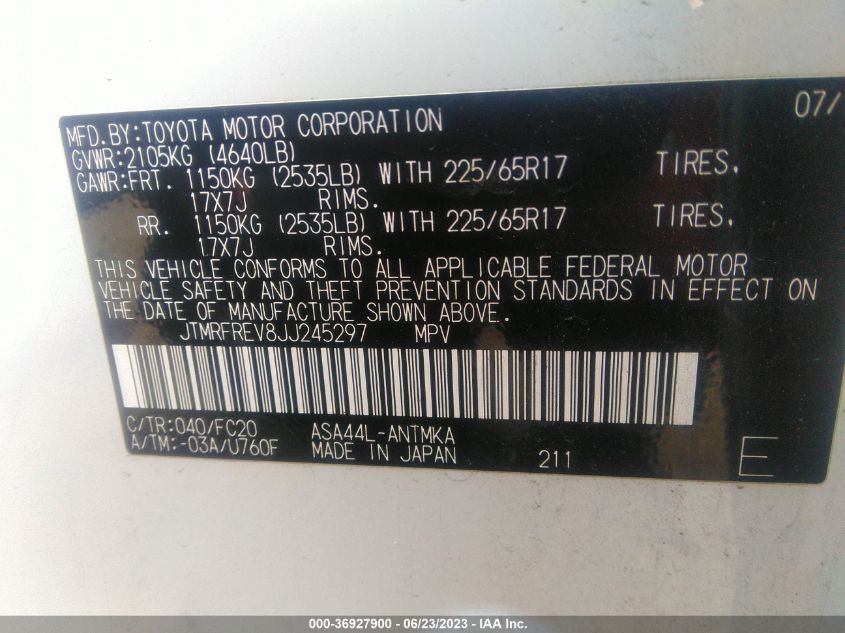 07/
MFD.BY:TOYOTA MOTOR CORPORATION
GVWR:2105KG (4640LB)
GAWR:FRT. 1150KG (2535LB) WITH 225/65R17 TIRES.
17X7J RIMS.
RR. 1150KG (2535LB) WITH 225/65R17 TIRES.
17X7J RIMS.
THIS VEHICLE CONFORMS TO ALL APPLICABLE FEDERAL MOTOR
VEHICLE SAFETY AND THEFT PREVENTION STANDARDS IN EFFECT ON
THE DATE OF MANUFACTURE SHOWN ABOVE.
JTMRFREV8JJ245297 MPV
C/TR:040/FC20 ASA44L-ANTMKA
A/TM:-03A/U760F MADE IN JAPAN 211 E
000-36927900 - 06/23/2023 - IAA Inc.